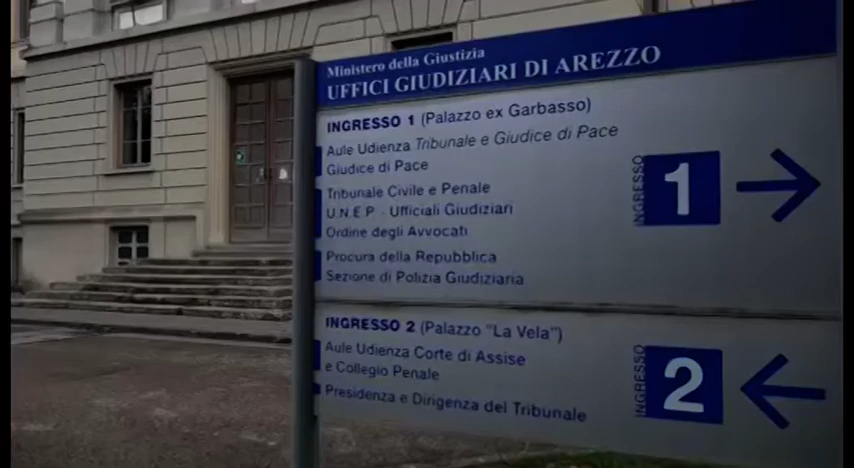 Ministero della Giustizia
UFFICI GIUDIZIARI DI AREZZO
INGRESSO 1 (Palazzo ex Garbasso)
Aule Udienza Tribunale e Giudice di Pace
Giudice di Pace
Tribunale Civile e Penale
U.N.E.P. - Ufficiali Giudiziari
Ordine degli Avvocati
Procura della Repubblica
Sezione di Polizia Giudiziaria
INGRESSO 1
INGRESSO 2 (Palazzo "La Vela")
Aule Udienza Corte di Assise
e Collegio Penale
Presidenza e Dirigenza del Tribunale
INGRESSO 2